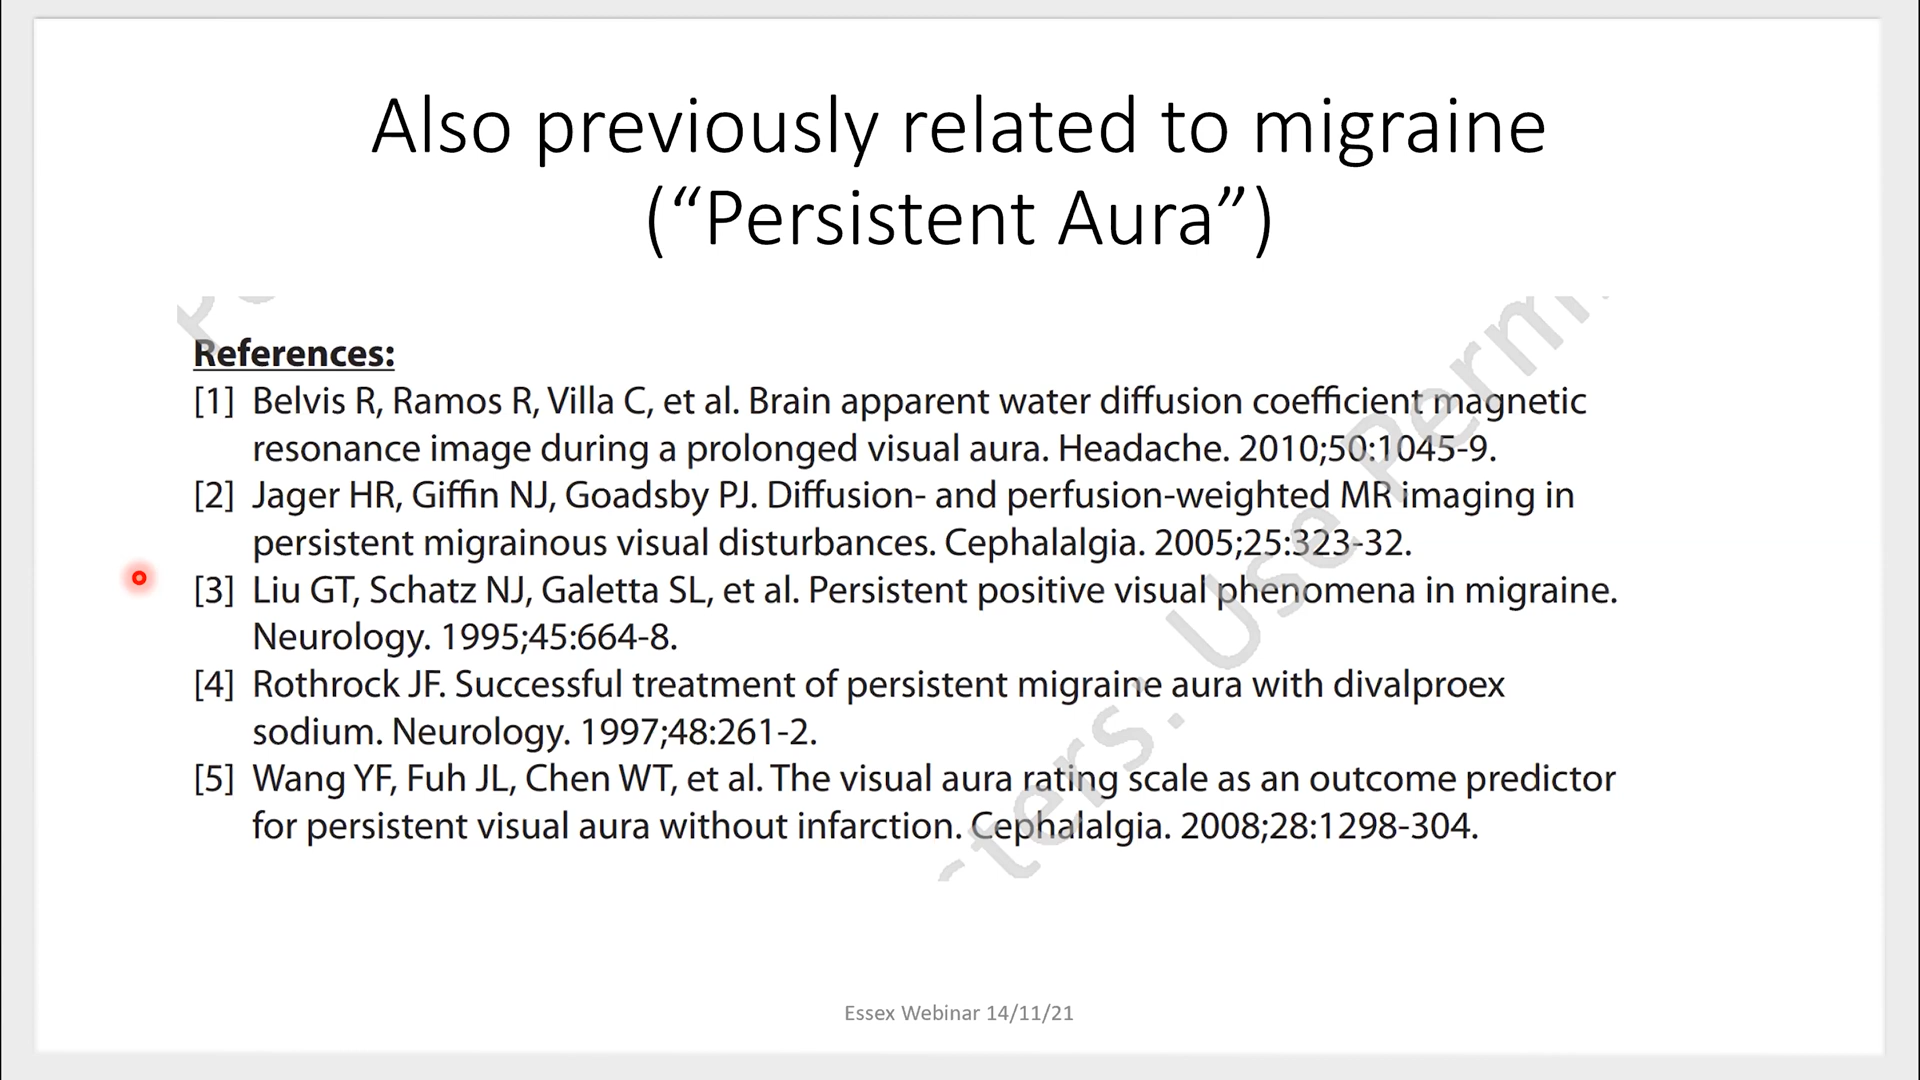 Also previously related to migraine
(“Persistent Aura”)
References:
[1] Belvis R, Ramos R, Villa C, et al. Brain apparent water diffusion coefficient magnetic
resonance image during a prolonged visual aura. Headache. 2010;50:1045-9.
[2] Jager HR, Giffin NJ, Goadsby PJ. Diffusion- and perfusion-weighted MR imaging in
persistent migrainous visual disturbances. Cephalalgia. 2005;25:323-32.
[3] Liu GT, Schatz NJ, Galetta SL, et al. Persistent positive visual phenomena in migraine.
Neurology. 1995;45:664-8.
[4] Rothrock JF. Successful treatment of persistent migraine aura with divalproex
sodium. Neurology. 1997;48:261-2.
[5] Wang YF, Fuh JL, Chen WT, et al. The visual aura rating scale as an outcome predictor
for persistent visual aura without infarction. Cephalalgia. 2008;28:1298-304.
Use
Essex Webinar 14/11/21